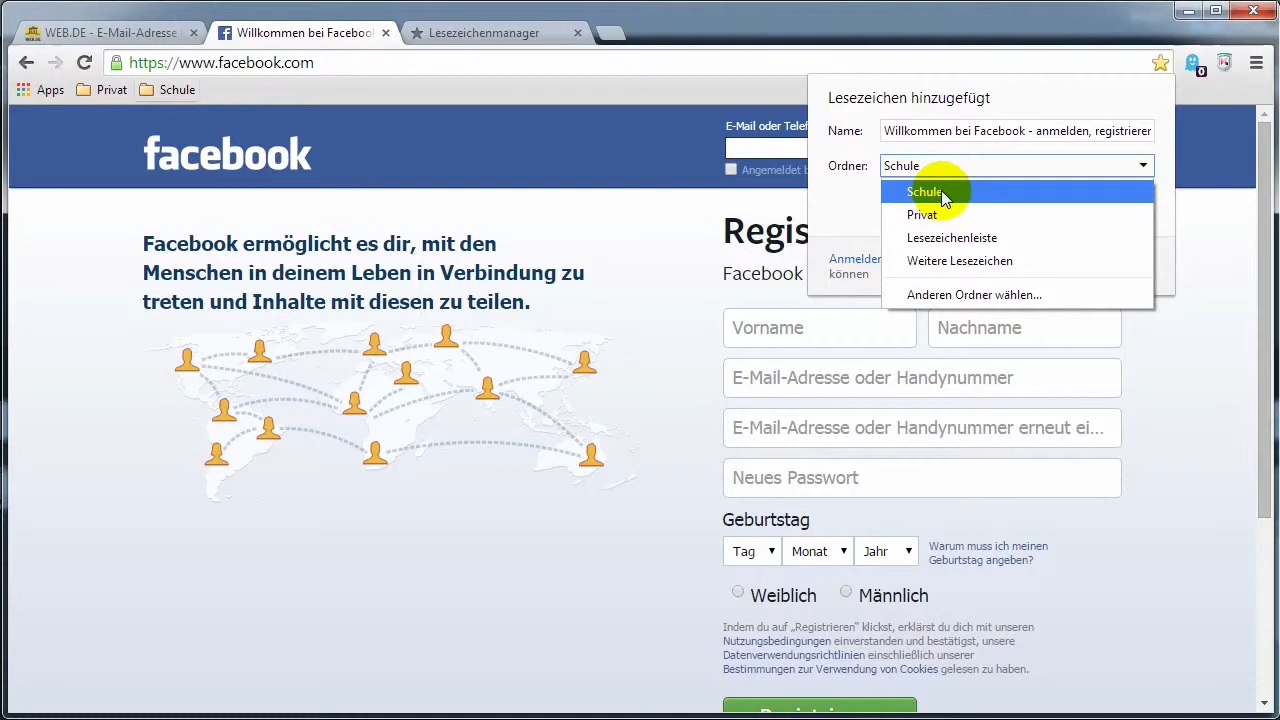 WEB.DE - E-Mail-Adresse
Willkommen bei Facebook
Lesezeichenmanager
https://www.facebook.com
0
Apps
Privat
Schule
Lesezeichen hinzugefügt
Name:
Willkommen bei Facebook - anmelden, registrieren
Ordner:
Schule
Schule
Privat
Lesezeichenleiste
Weitere Lesezeichen
Anderen Ordner wählen...
Anmelden
können
facebook
E-Mail oder
Angemeldet
Facebook ermöglicht es dir, mit den
Menschen in deinem Leben in Verbindung zu
treten und Inhalte mit diesen zu teilen.
Facebook
Vorname
Nachname
E-Mail-Adresse oder Handynummer
E-Mail-Adresse oder Handynummer erneut ei...
Neues Passwort
Geburtstag
Tag
Monat
Jahr
Warum muss ich meinen
Geburtstag angeben?
Weiblich
Männlich
Indem du auf „Registrieren“ klickst, erklärst du dich mit unseren
Nutzungsbedingungen einverstanden und bestätigst, unsere
Datenverwendungsrichtlinien einschließlich unserer
Bestimmungen zur Verwendung von Cookies gelesen zu haben.